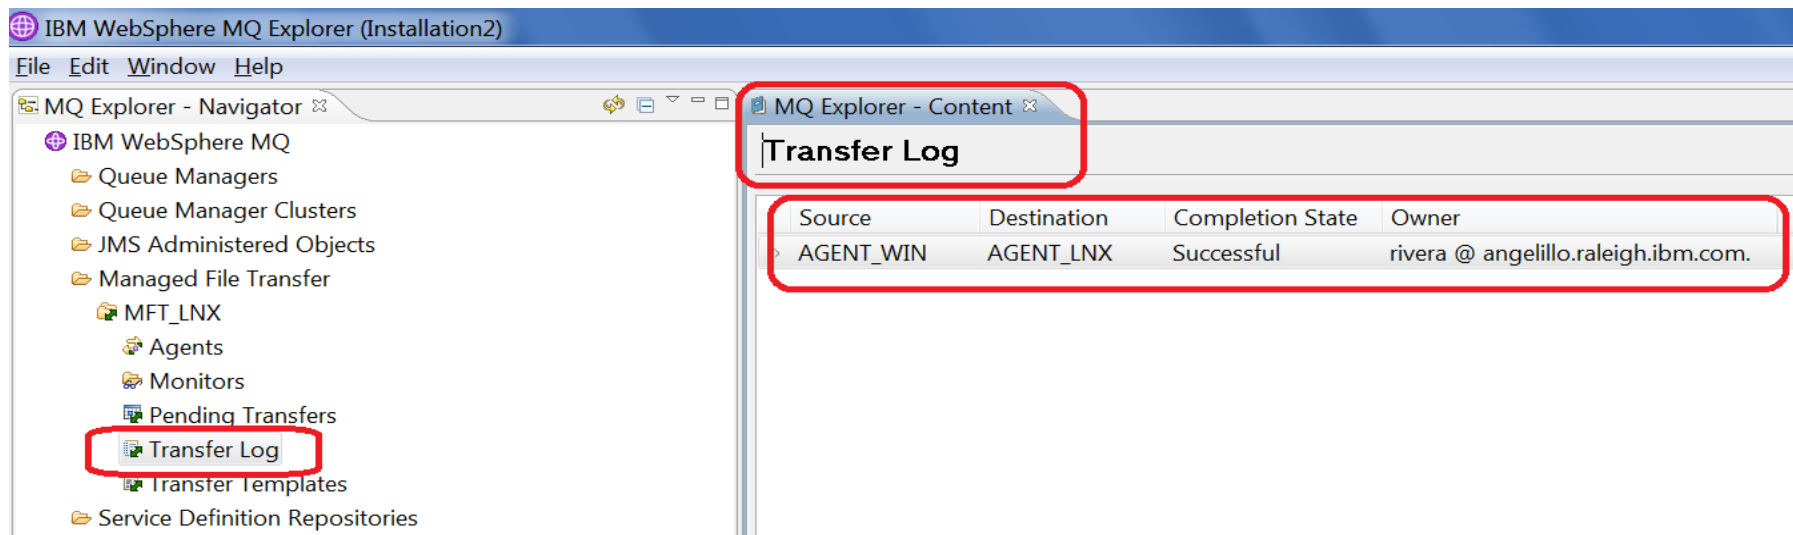 IBM WebSphere MQ Explorer (Installation2)
File Edit Window Help
MQ Explorer - Navigator
IBM WebSphere MQ
Queue Managers
Queue Manager Clusters
JMS Administered Objects
Managed File Transfer
MFT_LNX
Agents
Monitors
Pending Transfers
Transfer Log
Transfer Templates
Service Definition Repositories
MQ Explorer - Content
Transfer Log
Source Destination Completion State Owner
AGENT_WIN AGENT_LNX Successful rivera @ angelillo.raleigh.ibm.com.